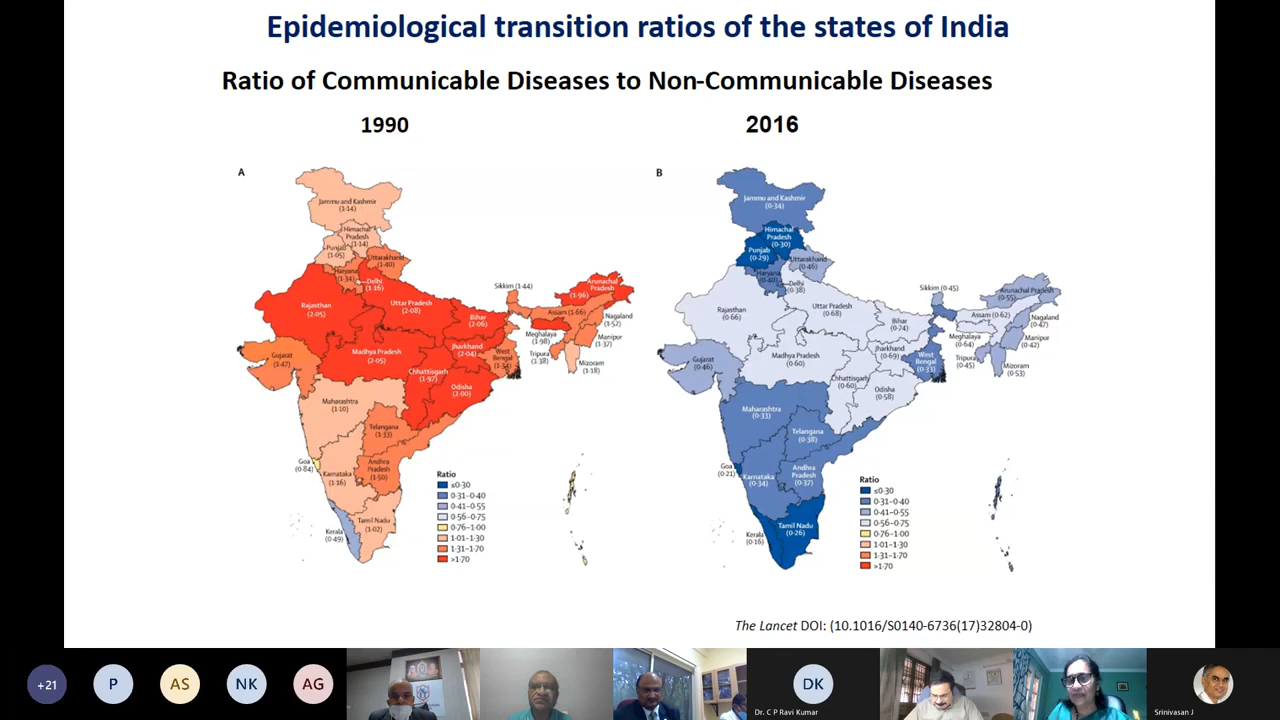 Epidemiological transition ratios of the states of India
Ratio of Communicable Diseases to Non-Communicable Diseases
1990
2016
A
Jammu and Kashmir
(1·14)
Himachal
Pradesh
(1·14)
Punjab
(1·05)
Uttarakhand
(1·40)
Haryana
(1·34)
Delhi
(1·16)
Rajasthan
(2·05)
Uttar Pradesh
(2·08)
Bihar
(2·06)
Sikkim (1·44)
Arunachal
Pradesh
(1·96)
Assam (1·66)
Nagaland
(1·52)
Meghalaya
(1·98)
Manipur
(1·37)
Tripura
(1·38)
Mizoram
(1·18)
Gujarat
(1·47)
Madhya Pradesh
(2·05)
Jharkhand
(2·04)
West
Bengal
(1·34)
Chhattisgarh
(1·97)
Odisha
(2·00)
Maharashtra
(1·10)
Telangana
(1·33)
Goa
(0·84)
Karnataka
(1·16)
Andhra
Pradesh
(1·50)
Kerala
(0·49)
Tamil Nadu
(1·02)
Ratio
≤0·30
0·31–0·40
0·41–0·55
0·56–0·75
0·76–1·00
1·01–1·30
1·31–1·70
>1·70
B
Jammu and Kashmir
(0·34)
Himachal
Pradesh
(0·30)
Punjab
(0·29)
Uttarakhand
(0·46)
Haryana
(0·40)
Delhi
(0·38)
Rajasthan
(0·66)
Uttar Pradesh
(0·68)
Bihar
(0·74)
Sikkim (0·45)
Arunachal Pradesh
(0·55)
Assam (0·62)
Nagaland
(0·47)
Meghalaya
(0·64)
Manipur
(0·42)
Tripura
(0·45)
Mizoram
(0·53)
Gujarat
(0·46)
Madhya Pradesh
(0·60)
Jharkhand
(0·69)
West
Bengal
(0·33)
Chhattisgarh
(0·60)
Odisha
(0·58)
Maharashtra
(0·33)
Telangana
(0·38)
Goa
(0·21)
Karnataka
(0·34)
Andhra
Pradesh
(0·37)
Kerala
(0·16)
Tamil Nadu
(0·26)
Ratio
≤0·30
0·31–0·40
0·41–0·55
0·56–0·75
0·76–1·00
1·01–1·30
1·31–1·70
>1·70
The Lancet DOI: (10.1016/S0140-6736(17)32804-0)
+21
P
AS
NK
AG
DK
Dr. C P Ravi Kumar
Srinivasan J